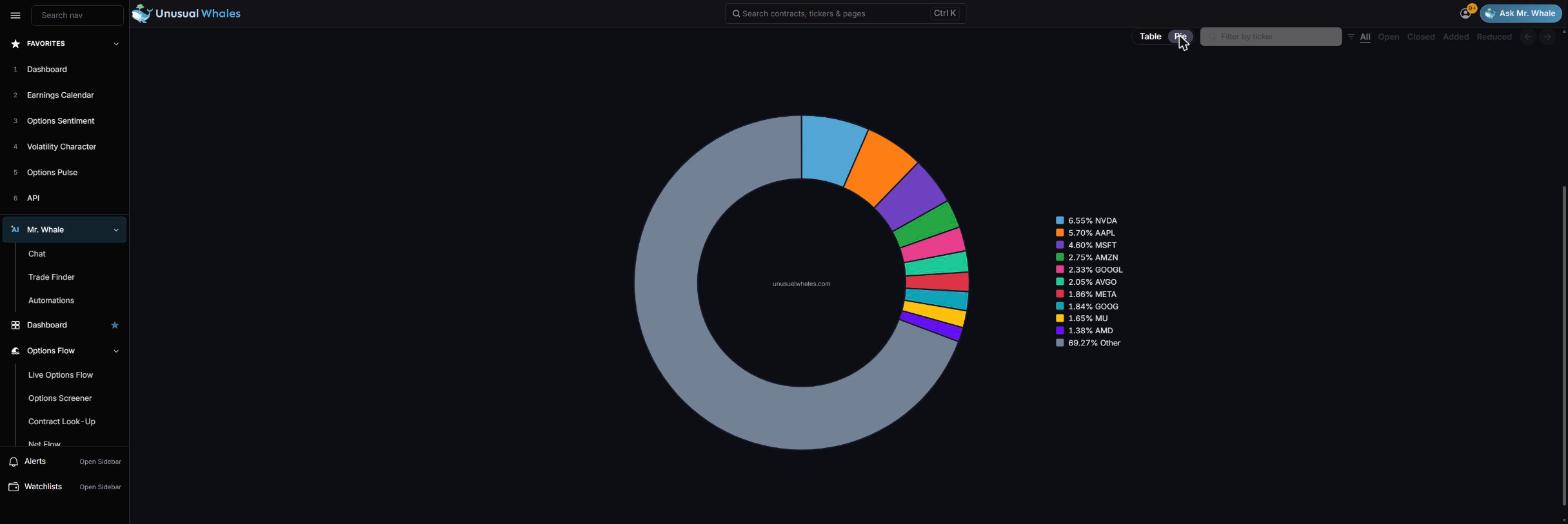 Search nav
Unusual Whales
Search contracts, tickers & pages
Ctrl K
9+
Ask Mr. Whale
FAVORITES
1 Dashboard
2 Earnings Calendar
3 Options Sentiment
4 Volatility Character
5 Options Pulse
6 API
AI Mr. Whale
Chat
Trade Finder
Automations
Dashboard
Options Flow
Live Options Flow
Options Screener
Contract Look-Up
Net Flow
Alerts Open Sidebar
Watchlists Open Sidebar
Table
Filter by ticker
All Open Closed Added Reduced
unusualwhales.com
6.55% NVDA
5.70% AAPL
4.60% MSFT
2.75% AMZN
2.33% GOOGL
2.05% AVGO
1.86% META
1.84% GOOG
1.65% MU
1.38% AMD
69.27% Other